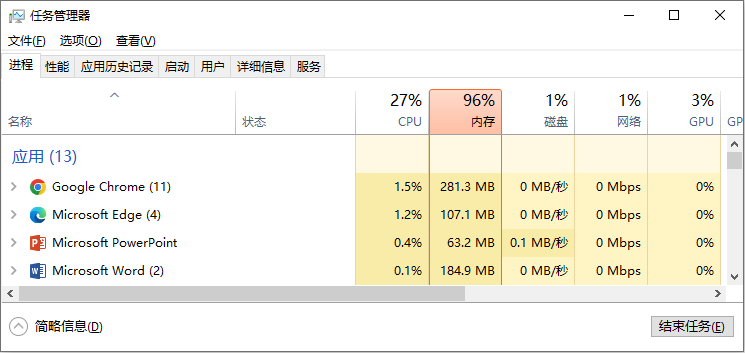 任务管理器
文件(F) 选项(O) 查看(V)
进程 性能 应用历史记录 启动 用户 详细信息 服务
27% 96% 1% 1% 3%
名称 状态 CPU 内存 磁盘 网络 GPU GP
应用 (13)
Google Chrome (11) 1.5% 281.3 MB 0 MB/秒 0 Mbps 0%
Microsoft Edge (4) 1.2% 107.1 MB 0 MB/秒 0 Mbps 0%
Microsoft PowerPoint 0.4% 63.2 MB 0.1 MB/秒 0 Mbps 0%
Microsoft Word (2) 0.1% 184.9 MB 0 MB/秒 0 Mbps 0%
简略信息(D) 结束任务(E)